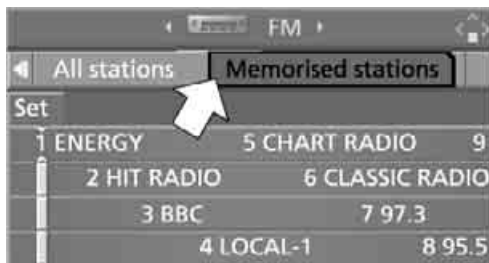 FM
All stations Memorised stations
Set
1 ENERGY 5 CHART RADIO 9
2 HIT RADIO 6 CLASSIC RADIO
3 BBC 7 97.3
4 LOCAL-1 8 95.5